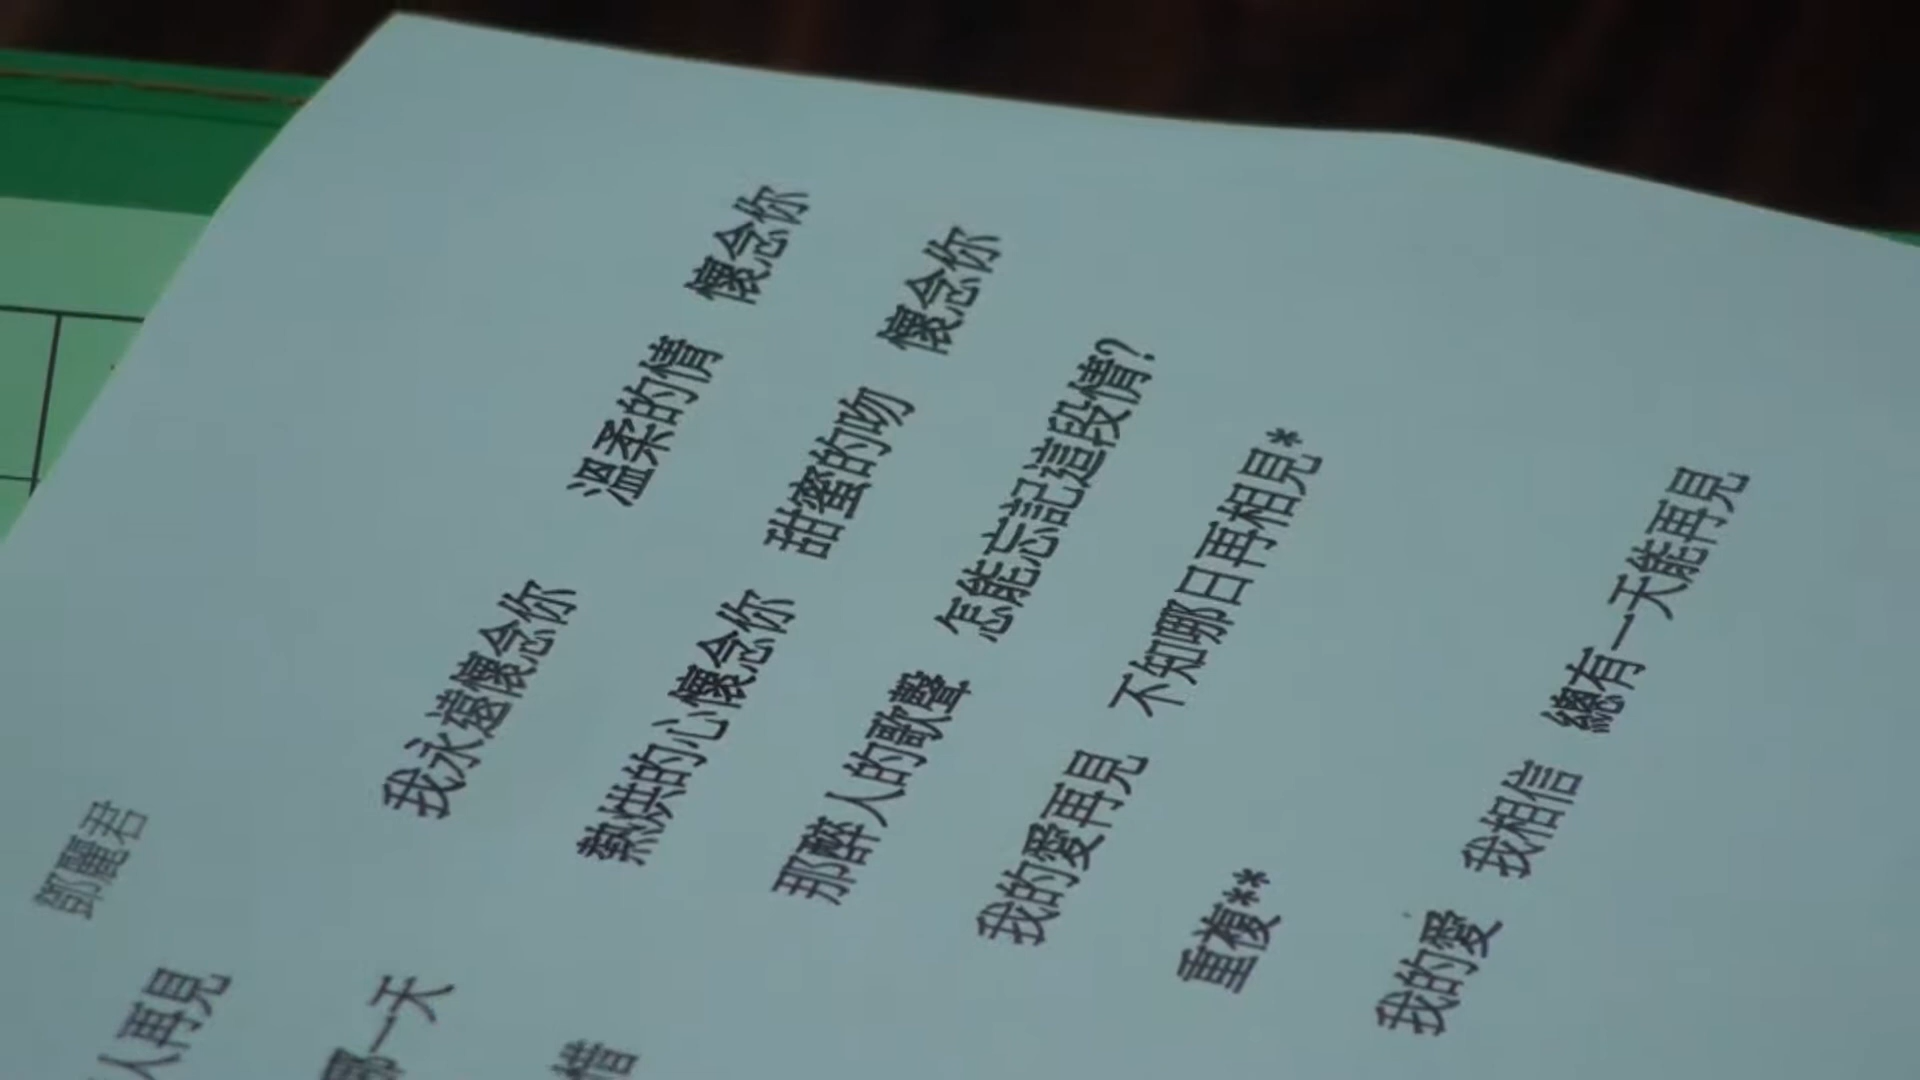 鄧麗君
人再見
哪一天
惜
我永遠懷念你 溫柔的情 懷念你
熱烘的心懷念你 甜蜜的吻 懷念你
那醉人的歌聲 怎能忘記這段情?
我的愛再見 不知哪日再相見*
重複**
我的愛 我相信 總有一天能再見